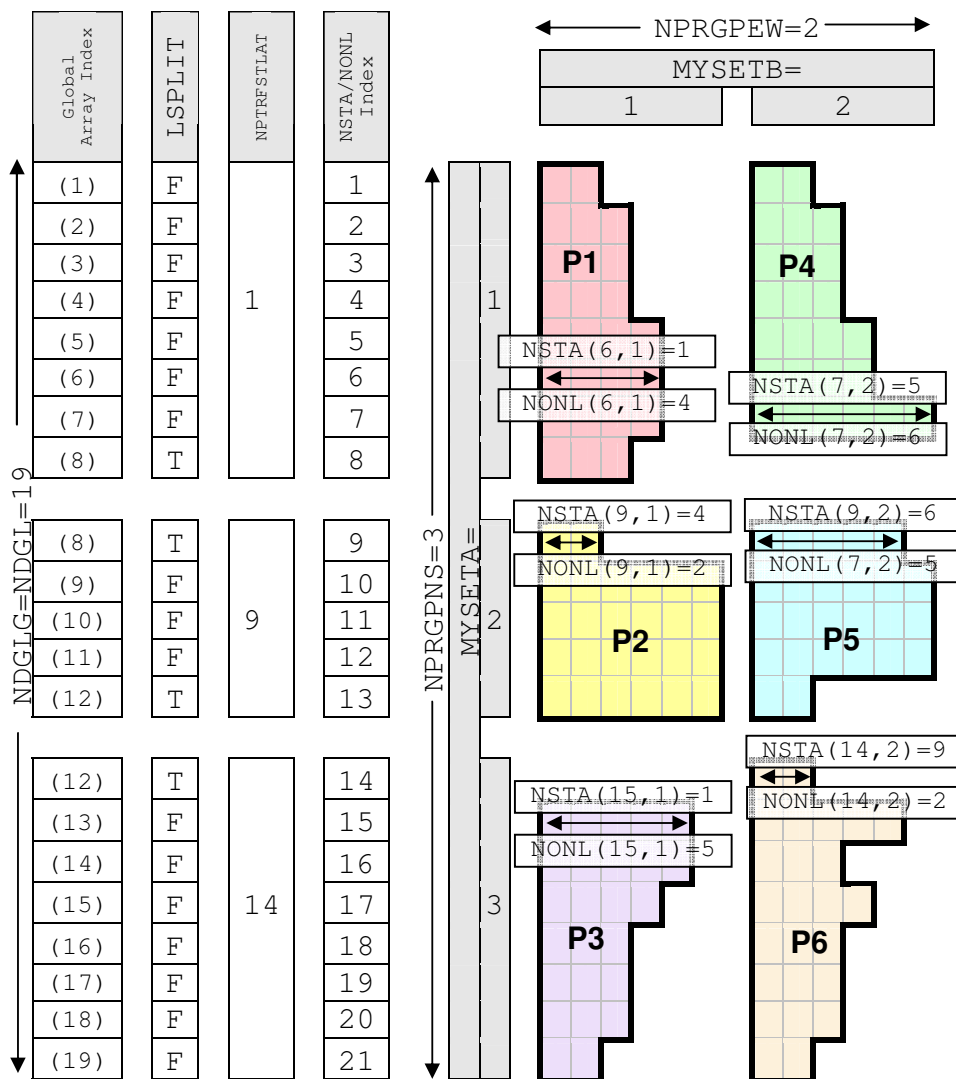 NPRGPEW=2
MYSETB=
1 2
Global Array Index
LSPLIT
NPTRFSTLAT
NSTA/NONL Index
NDGLG=NDGL=19
NPRGPNS=3
MYSETA=
(1) F 1
(2) F 2
(3) F 3
(4) F 4
(5) F 5
(6) F 6
(7) F 7
(8) T 8
1
1
P1
P4
NSTA(6,1)=1
NONL(6,1)=4
NSTA(7,2)=5
NONL(7,2)=6
(8) T 9
(9) F 10
(10) F 11
(11) F 12
(12) T 13
9
2
NSTA(9,1)=4
NONL(9,1)=2
NSTA(9,2)=6
NONL(7,2)=5
P2
P5
(12) T 14
(13) F 15
(14) F 16
(15) F 17
(16) F 18
(17) F 19
(18) F 20
(19) F 21
14
3
NSTA(15,1)=1
NONL(15,1)=5
NSTA(14,2)=9
NONL(14,2)=2
P3
P6